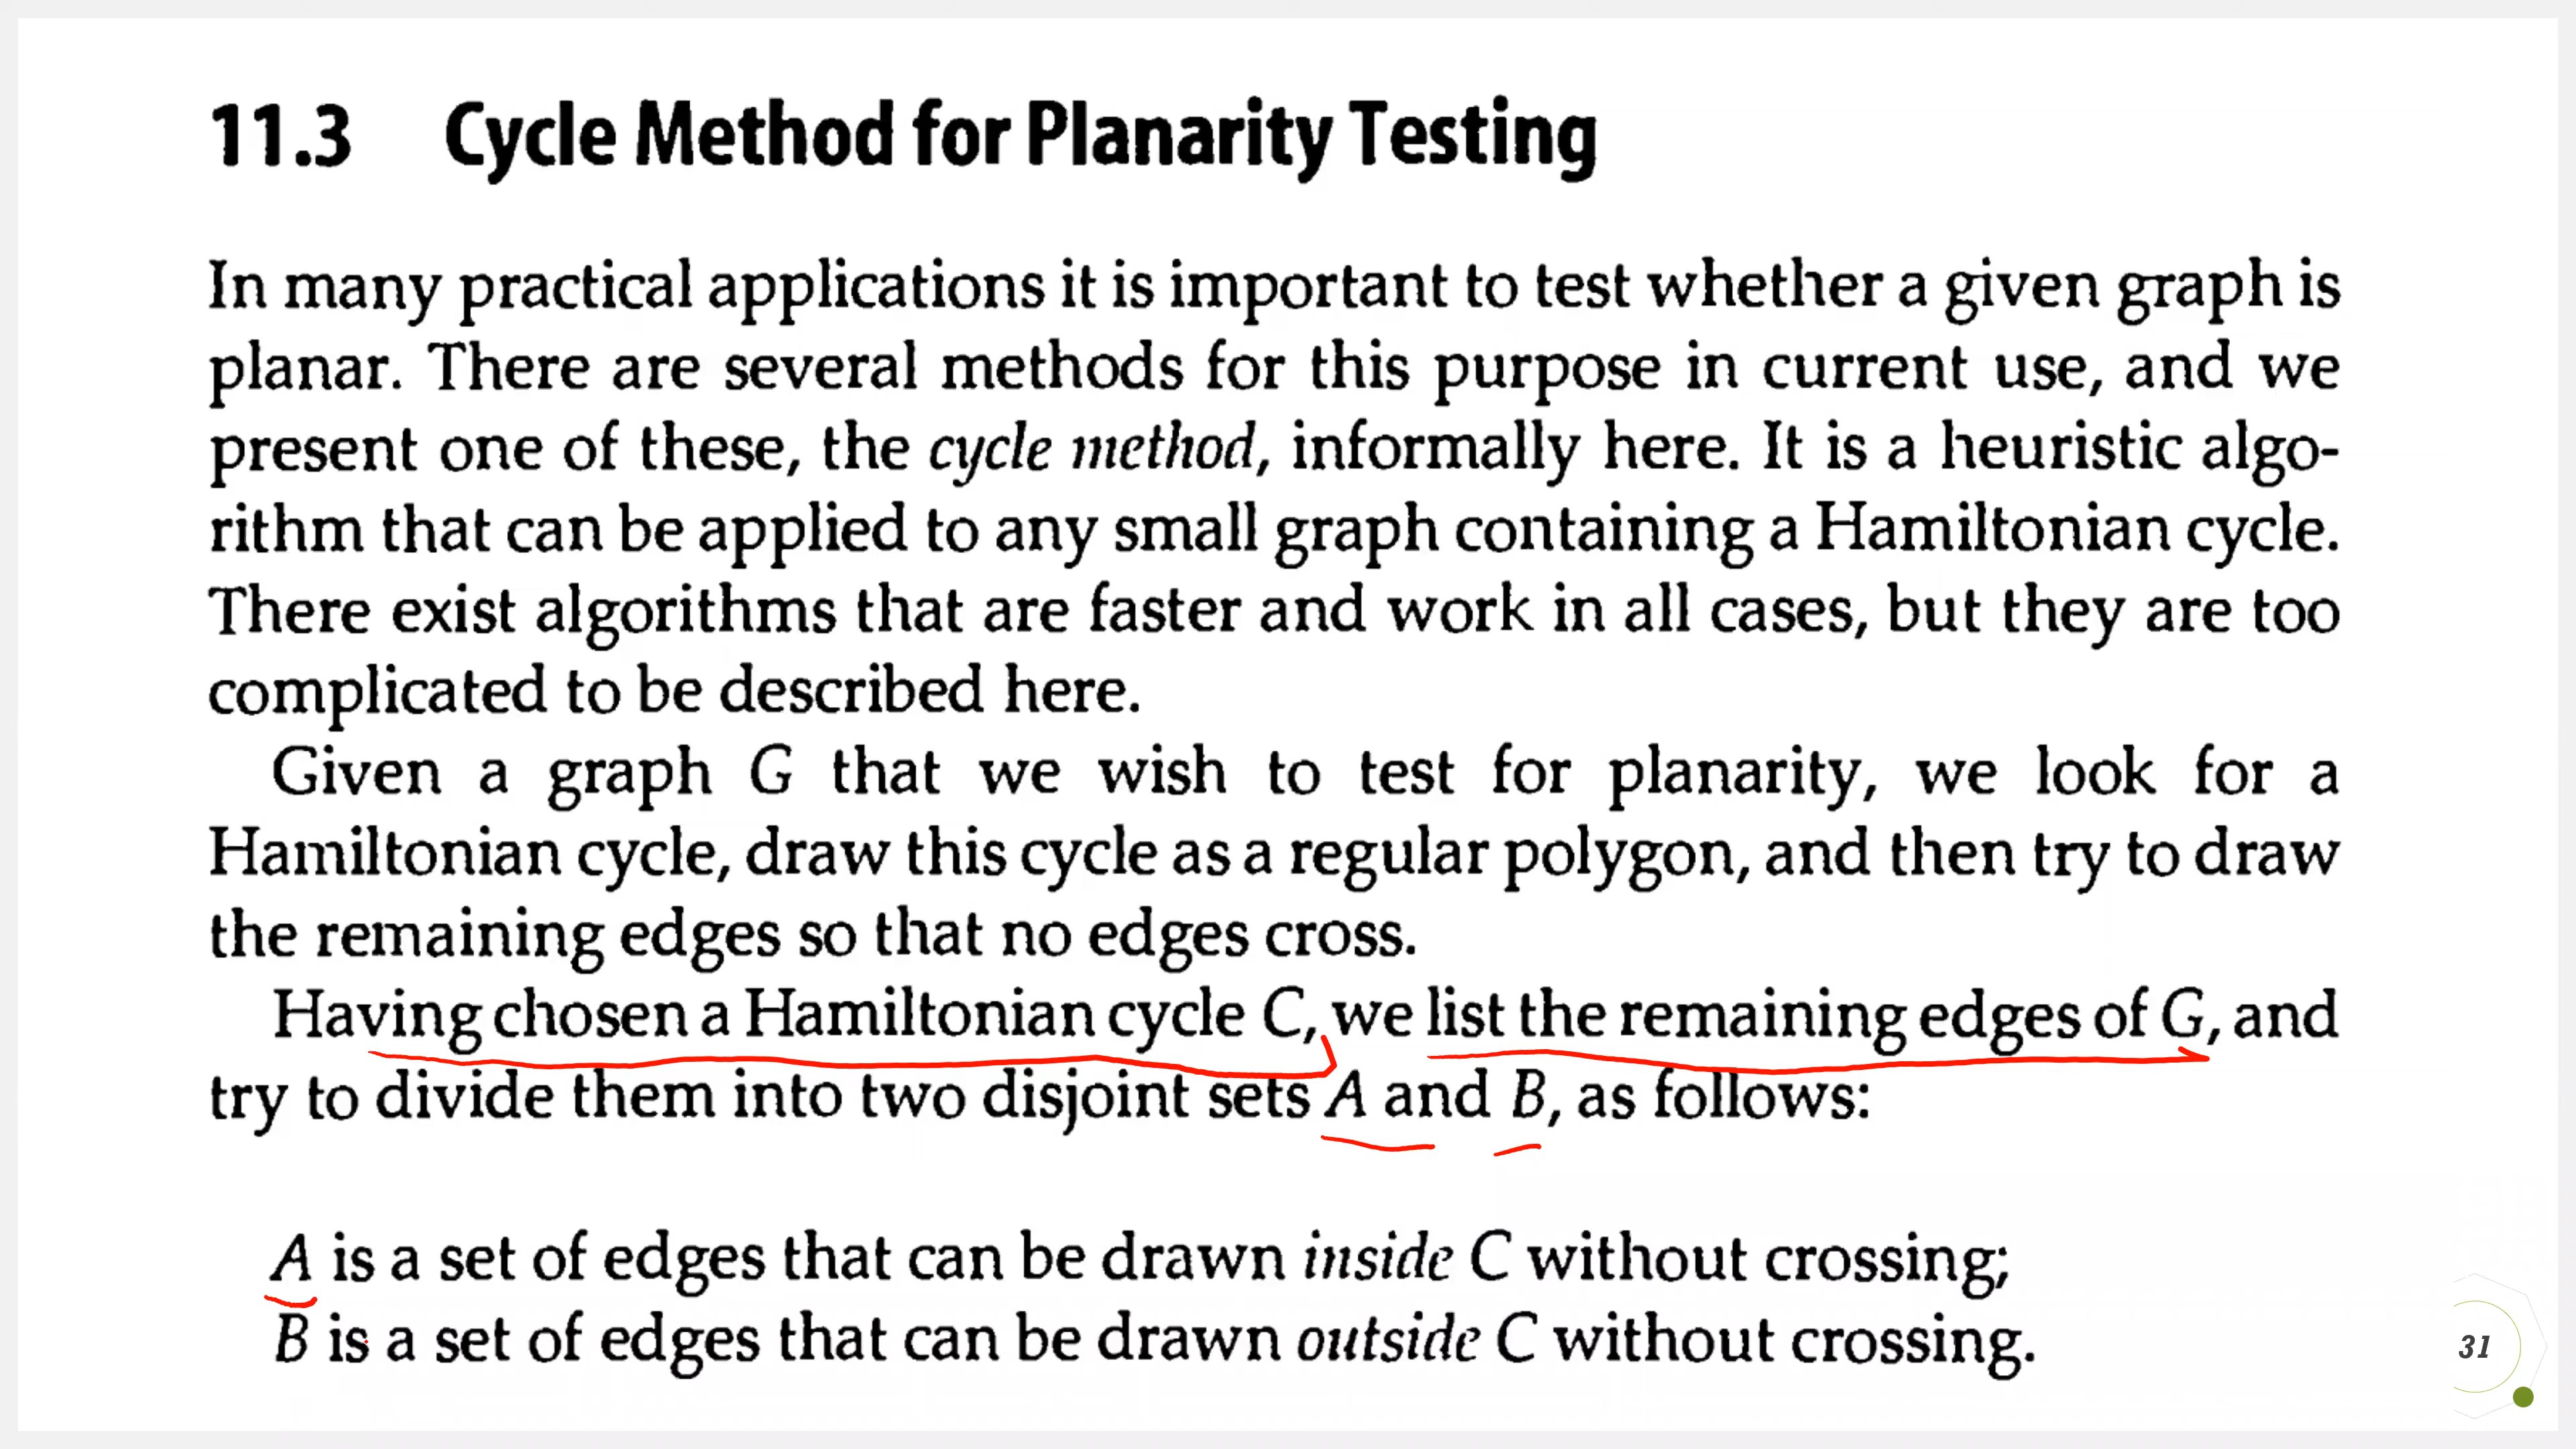 11.3 Cycle Method for Planarity Testing
In many practical applications it is important to test whether a given graph is
planar. There are several methods for this purpose in current use, and we
present one of these, the cycle method, informally here. It is a heuristic algo-
rithm that can be applied to any small graph containing a Hamiltonian cycle.
There exist algorithms that are faster and work in all cases, but they are too
complicated to be described here.
Given a graph G that we wish to test for planarity, we look for a
Hamiltonian cycle, draw this cycle as a regular polygon, and then try to draw
the remaining edges so that no edges cross.
Having chosen a Hamiltonian cycle C, we list the remaining edges of G, and
try to divide them into two disjoint sets A and B, as follows:
A is a set of edges that can be drawn inside C without crossing;
B is a set of edges that can be drawn outside C without crossing.
31